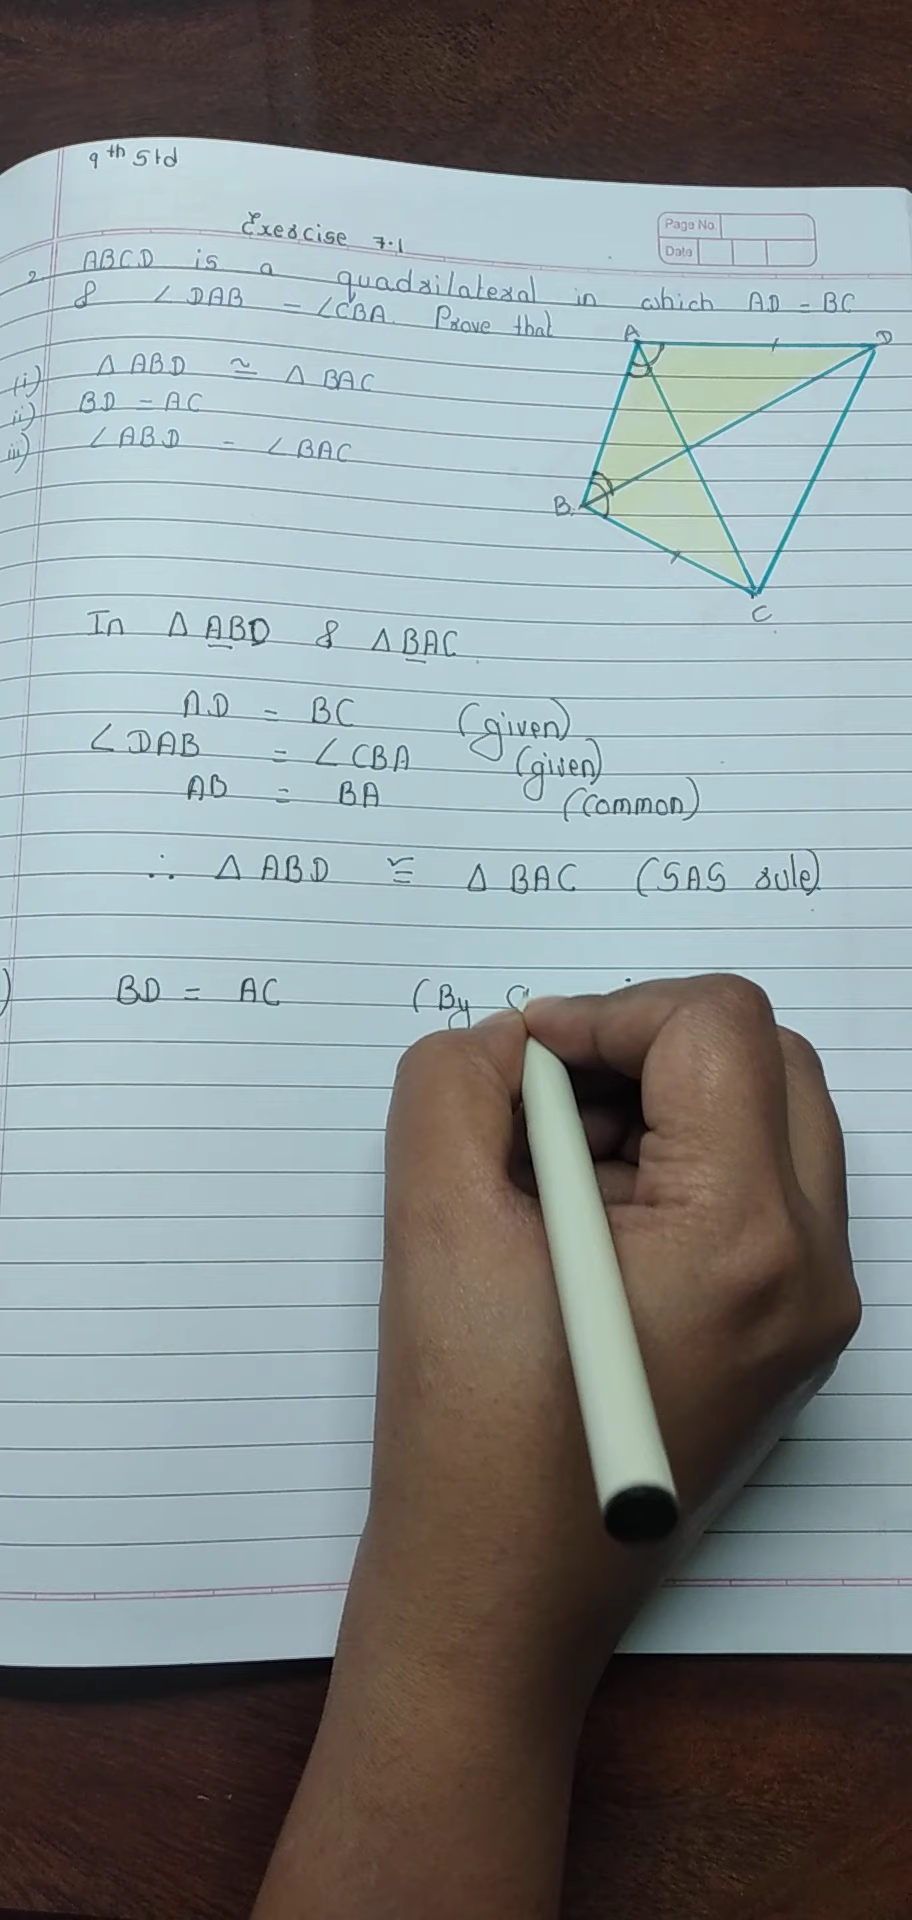 9th Std
Exercise 7.1
Page No.
Date
2. ABCD is a quadrilateral in which AD = BC
& ∠DAB = ∠CBA. Prove that
(i) Δ ABD ≅ Δ BAC
ii) BD = AC
iii) ∠ABD = ∠BAC
A
D
B
C
In Δ ABD & Δ BAC
AD = BC (given)
∠DAB = ∠CBA (given)
AB = BA (common)
∴ Δ ABD ≅ Δ BAC (SAS rule)
) BD = AC (By C